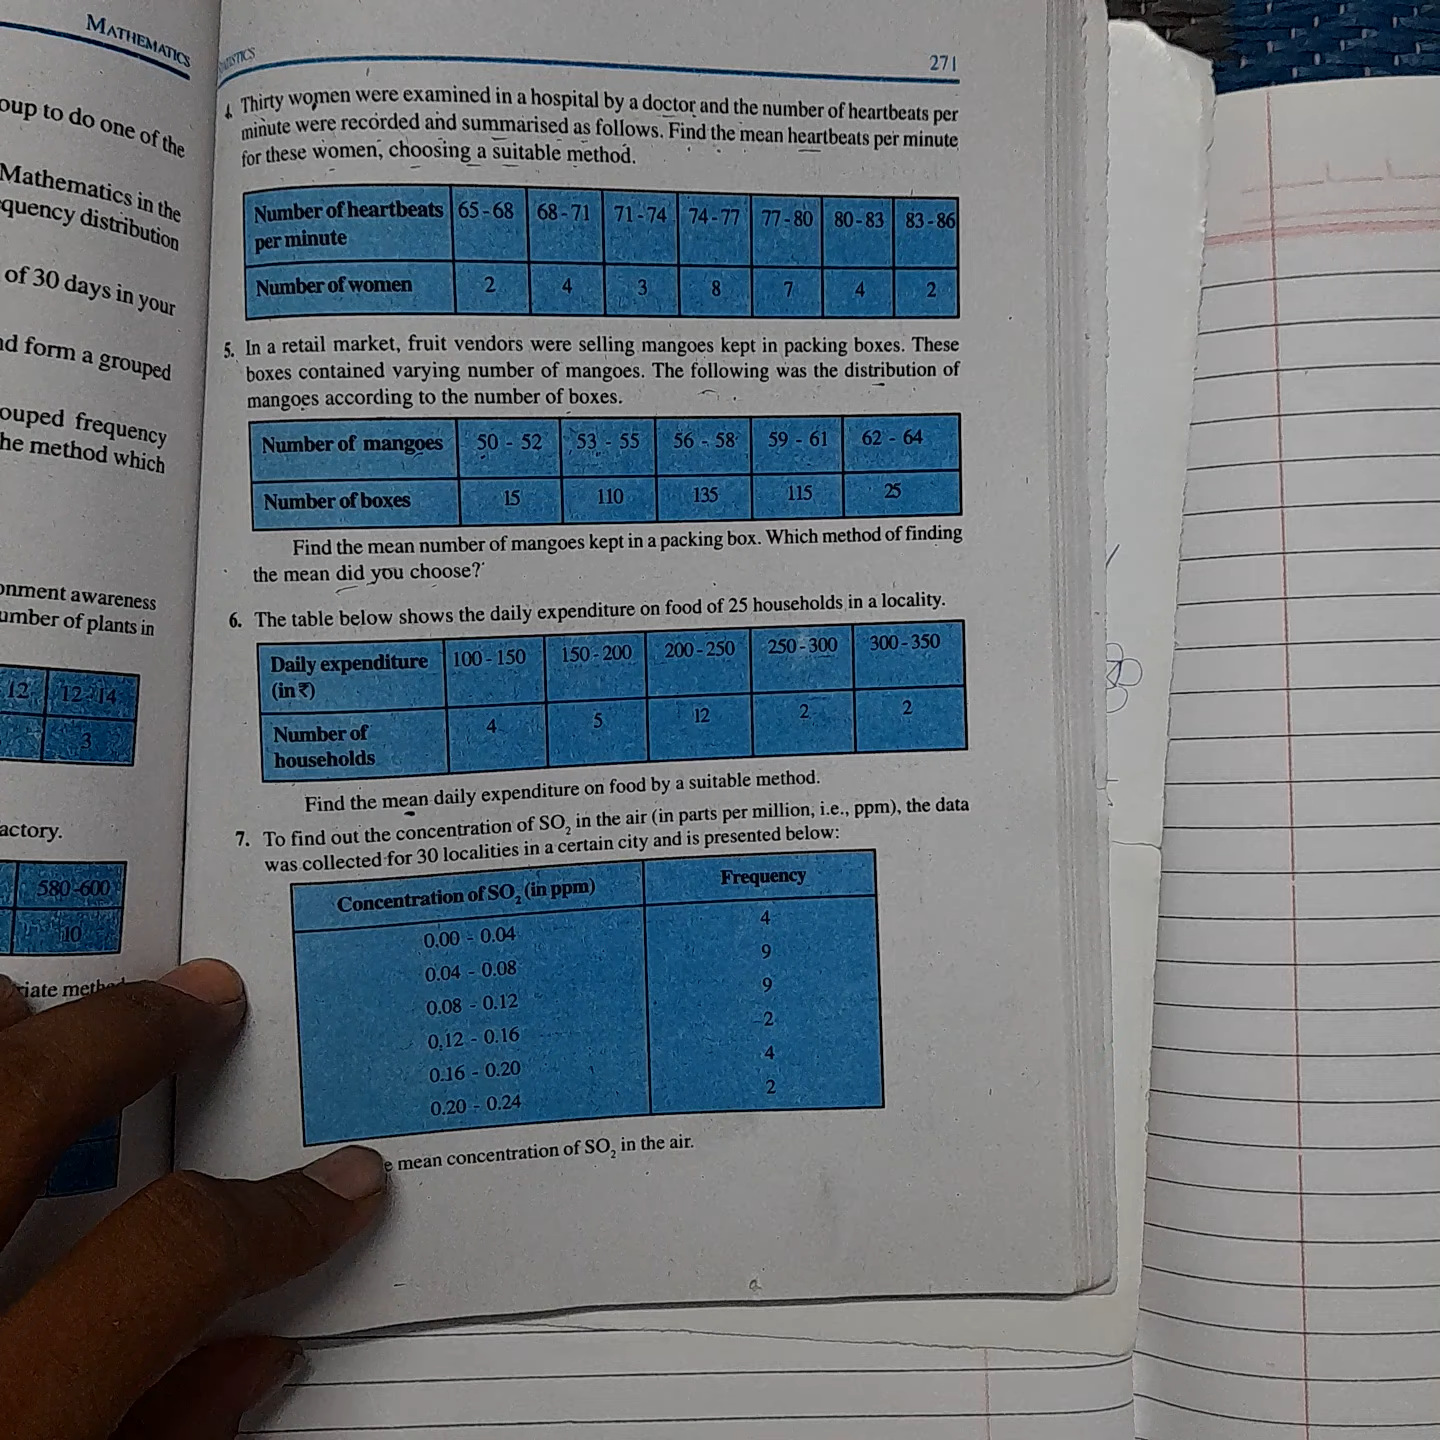 MATHEMATICS
oup to do one of the
Mathematics in the
quency distribution
of 30 days in your
nd form a grouped
ouped frequency
he method which
onment awareness
umber of plants in
12 12-14
3
actory.
580-600
10
riate method
271
4. Thirty women were examined in a hospital by a doctor and the number of heartbeats per
minute were recorded and summarised as follows. Find the mean heartbeats per minute
for these women, choosing a suitable method.
Number of heartbeats 65-68 68-71 71-74 74-77 77-80 80-83 83-86
per minute
Number of women 2 4 3 8 7 4 2
5. In a retail market, fruit vendors were selling mangoes kept in packing boxes. These
boxes contained varying number of mangoes. The following was the distribution of
mangoes according to the number of boxes.
Number of mangoes 50 - 52 53 - 55 56 - 58 59 - 61 62 - 64
Number of boxes 15 110 135 115 25
Find the mean number of mangoes kept in a packing box. Which method of finding
the mean did you choose?
6. The table below shows the daily expenditure on food of 25 households in a locality.
Daily expenditure 100-150 150-200 200-250 250-300 300-350
(in ₹)
Number of 4 5 12 2 2
households
Find the mean daily expenditure on food by a suitable method.
7. To find out the concentration of SO₂ in the air (in parts per million, i.e., ppm), the data
was collected for 30 localities in a certain city and is presented below:
Concentration of SO₂ (in ppm) Frequency
0.00 - 0.04 4
0.04 - 0.08 9
0.08 - 0.12 9
0.12 - 0.16 2
0.16 - 0.20 4
0.20 - 0.24 2
e mean concentration of SO₂ in the air.